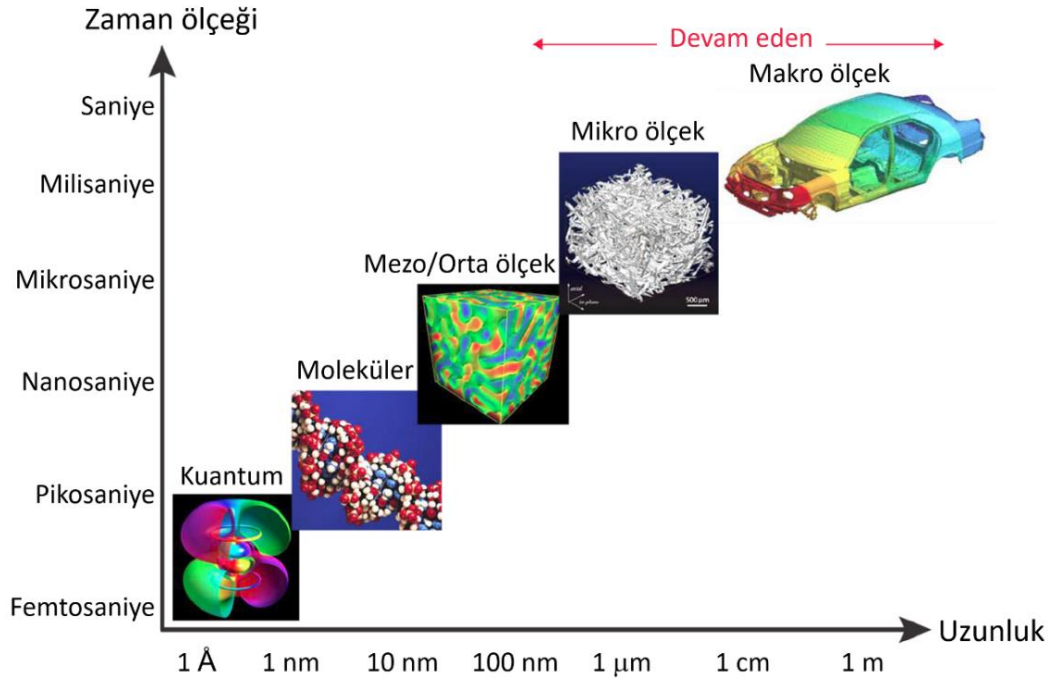 Zaman ölçeği
Devam eden
Makro ölçek
Saniye
Mikro ölçek
Milisaniye
Mezo/Orta ölçek
Mikrosaniye
500 µm
Moleküler
Nanosaniye
Kuantum
Pikosaniye
Femtosaniye
Uzunluk
1 Å 1 nm 10 nm 100 nm 1 µm 1 cm 1 m